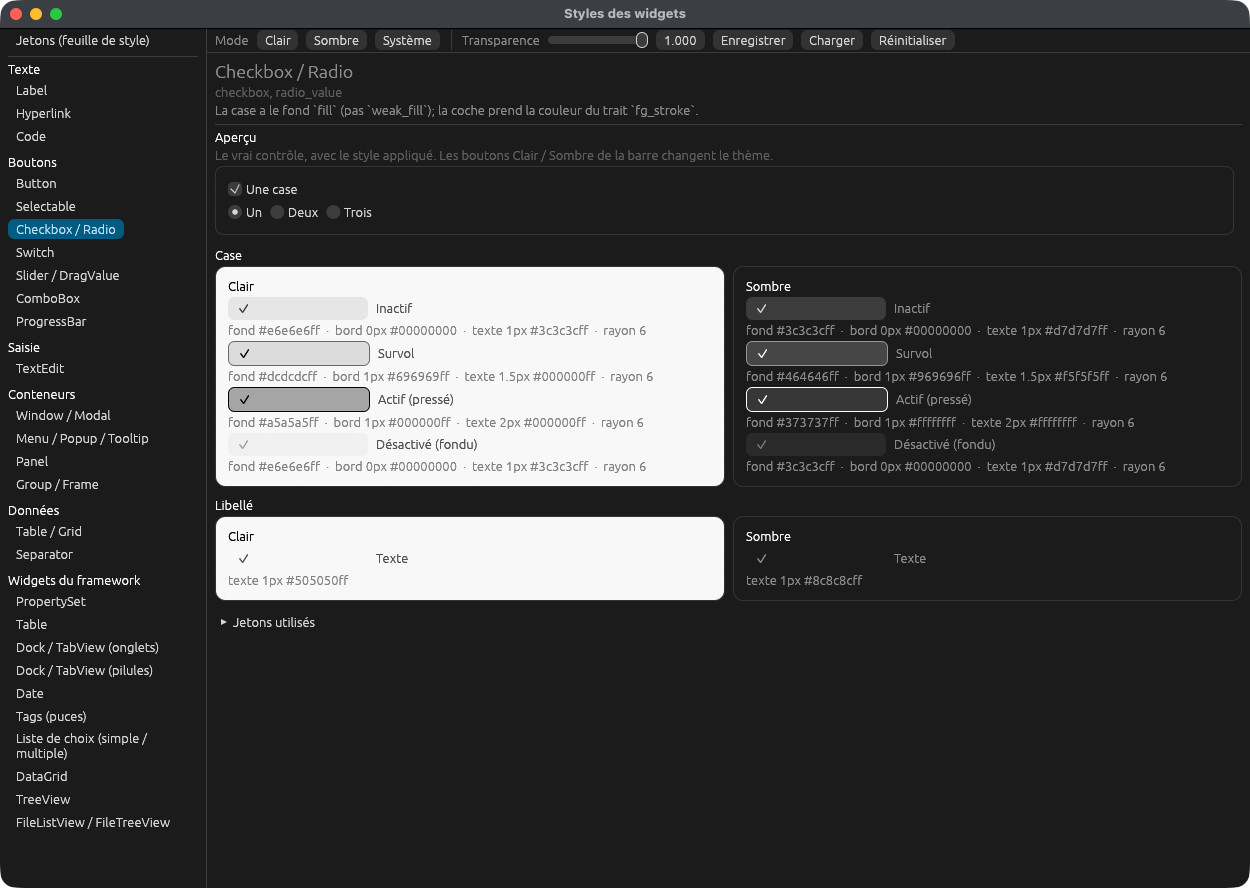 Styles des widgets
Jetons (feuille de style)
Texte
Label
Hyperlink
Code
Boutons
Button
Selectable
Checkbox / Radio
Switch
Slider / DragValue
ComboBox
ProgressBar
Saisie
TextEdit
Conteneurs
Window / Modal
Menu / Popup / Tooltip
Panel
Group / Frame
Données
Table / Grid
Separator
Widgets du framework
PropertySet
Table
Dock / TabView (onglets)
Dock / TabView (pilules)
Date
Tags (puces)
Liste de choix (simple /
multiple)
DataGrid
TreeView
FileListView / FileTreeView
Mode Clair Sombre Système Transparence 1.000 Enregistrer Charger Réinitialiser
Checkbox / Radio
checkbox, radio_value
La case a le fond `fill` (pas `weak_fill`); la coche prend la couleur du trait `fg_stroke`.
Aperçu
Le vrai contrôle, avec le style appliqué. Les boutons Clair / Sombre de la barre changent le thème.
Une case
Un Deux Trois
Case
Clair
Inactif
fond #e6e6e6ff · bord 0px #00000000 · texte 1px #3c3c3cff · rayon 6
Survol
fond #dcdcdcff · bord 1px #696969ff · texte 1.5px #000000ff · rayon 6
Actif (pressé)
fond #a5a5a5ff · bord 1px #000000ff · texte 2px #000000ff · rayon 6
Désactivé (fondu)
fond #e6e6e6ff · bord 0px #00000000 · texte 1px #3c3c3cff · rayon 6
Sombre
Inactif
fond #3c3c3cff · bord 0px #00000000 · texte 1px #d7d7d7ff · rayon 6
Survol
fond #464646ff · bord 1px #969696ff · texte 1.5px #f5f5f5ff · rayon 6
Actif (pressé)
fond #373737ff · bord 1px #ffffffff · texte 2px #ffffffff · rayon 6
Désactivé (fondu)
fond #3c3c3cff · bord 0px #00000000 · texte 1px #d7d7d7ff · rayon 6
Libellé
Clair
Texte
texte 1px #505050ff
Sombre
Texte
texte 1px #8c8c8cff
Jetons utilisés